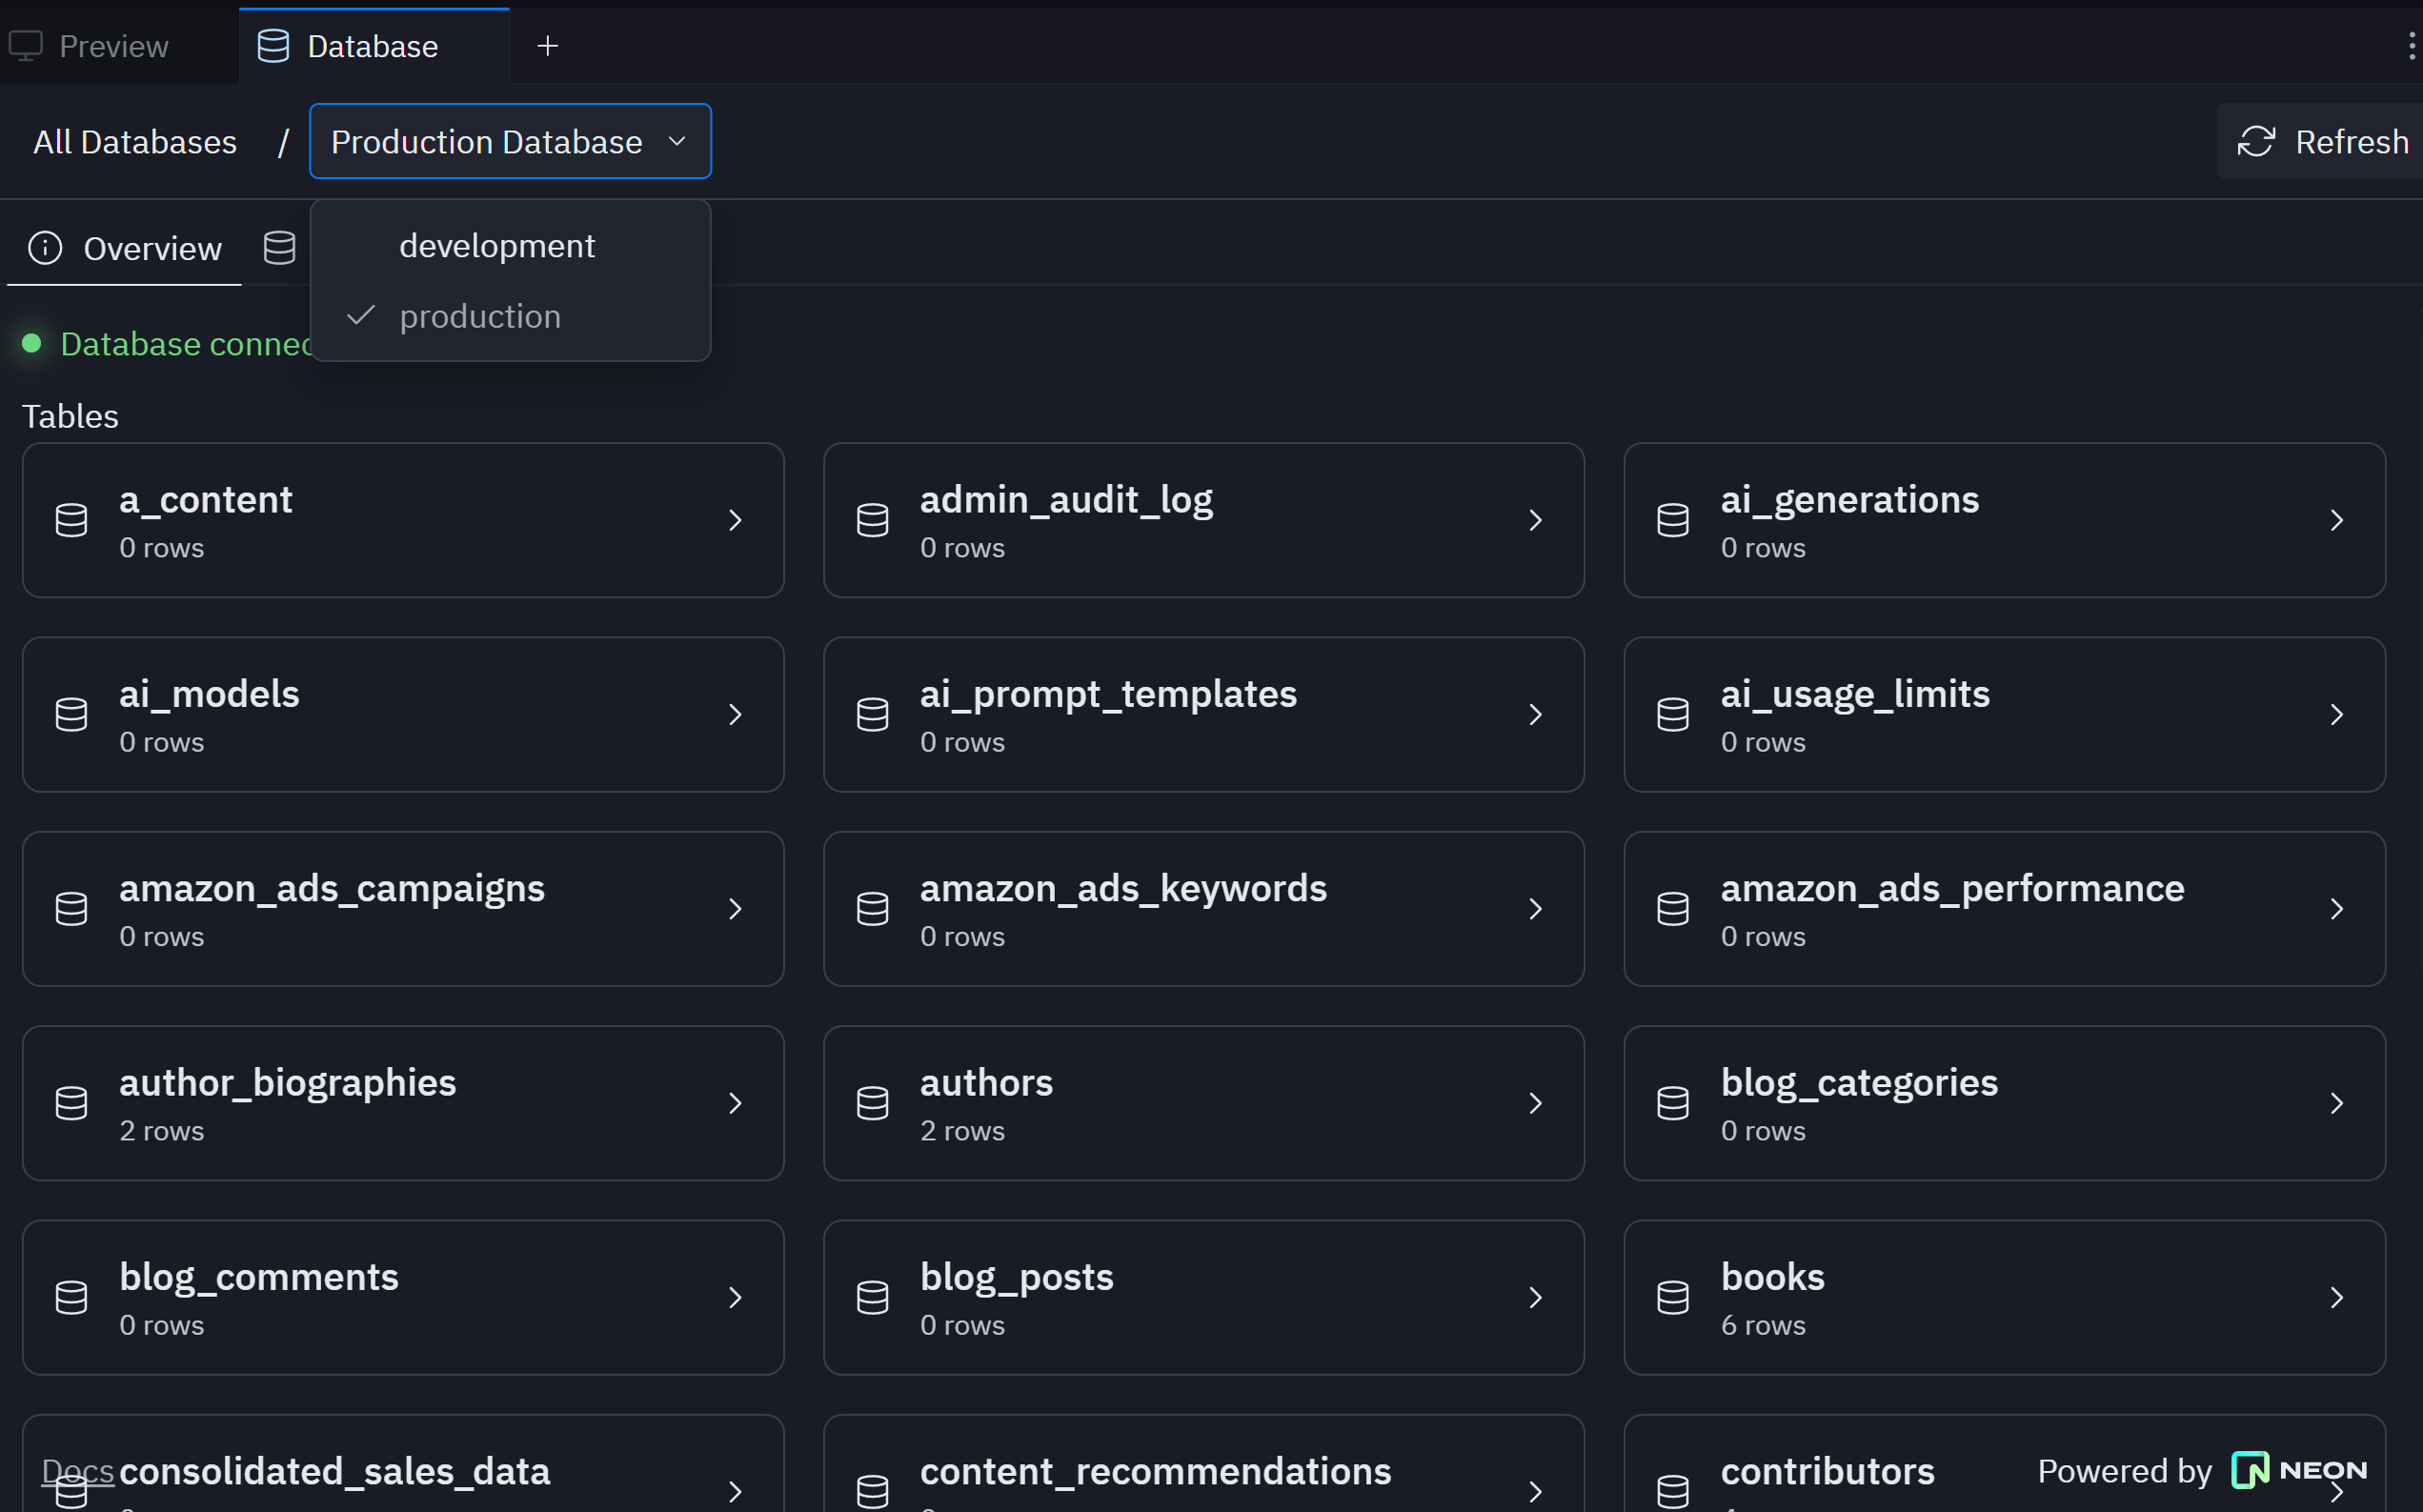 Preview
Database
All Databases / Production Database
Refresh
Overview
development
production
Database connec
Tables
a_content
0 rows
admin_audit_log
0 rows
ai_generations
0 rows
ai_models
0 rows
ai_prompt_templates
0 rows
ai_usage_limits
0 rows
amazon_ads_campaigns
0 rows
amazon_ads_keywords
0 rows
amazon_ads_performance
0 rows
author_biographies
2 rows
authors
2 rows
blog_categories
0 rows
blog_comments
0 rows
blog_posts
0 rows
books
6 rows
Docs
consolidated_sales_data
content_recommendations
contributors
Powered by NEON